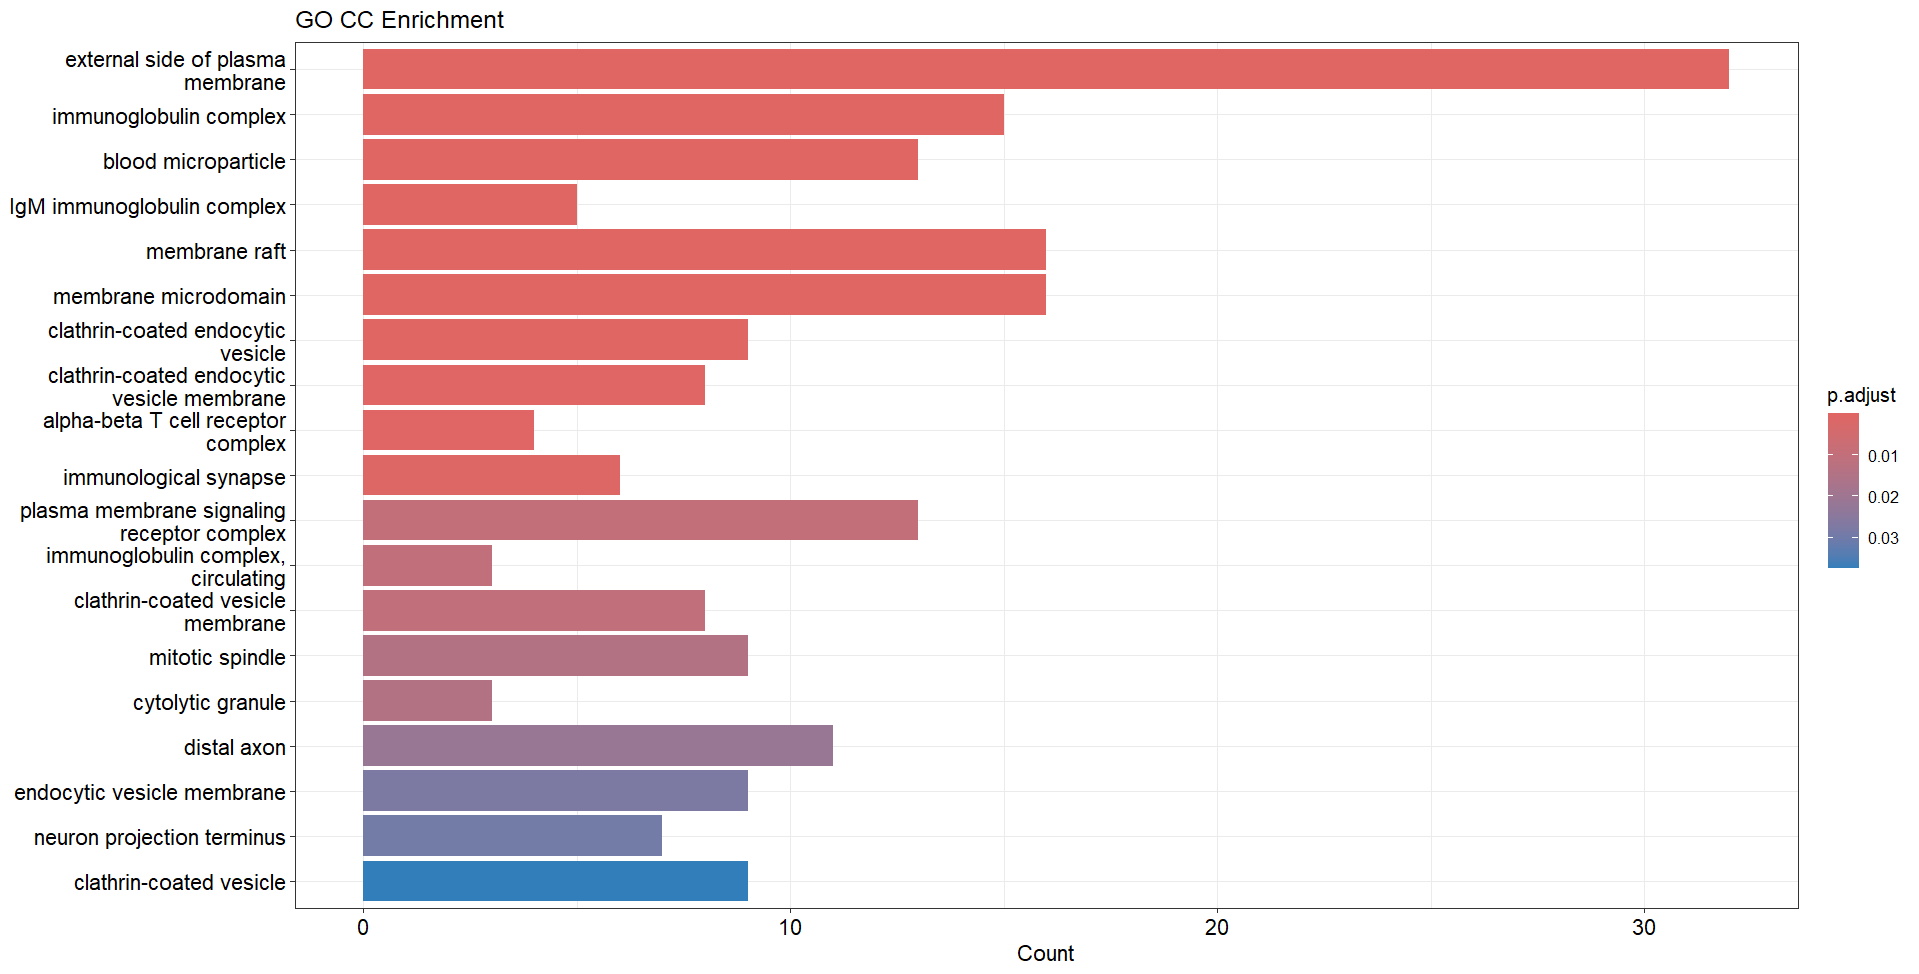 GO CC Enrichment
external side of plasma
membrane
immunoglobulin complex
blood microparticle
IgM immunoglobulin complex
membrane raft
membrane microdomain
clathrin-coated endocytic
vesicle
clathrin-coated endocytic
vesicle membrane
alpha-beta T cell receptor
complex
immunological synapse
plasma membrane signaling
receptor complex
immunoglobulin complex,
circulating
clathrin-coated vesicle
membrane
mitotic spindle
cytolytic granule
distal axon
endocytic vesicle membrane
neuron projection terminus
clathrin-coated vesicle
0 10 20 30
Count
p.adjust
0.01
0.02
0.03